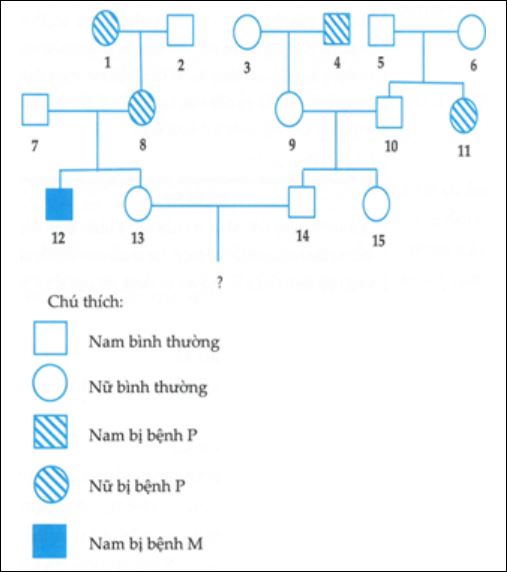 1
2
3
4
5
6
7
8
9
10
11
12
13
14
15
?
Chú thích:
Nam bình thường
Nữ bình thường
Nam bị bệnh P
Nữ bị bệnh P
Nam bị bệnh M